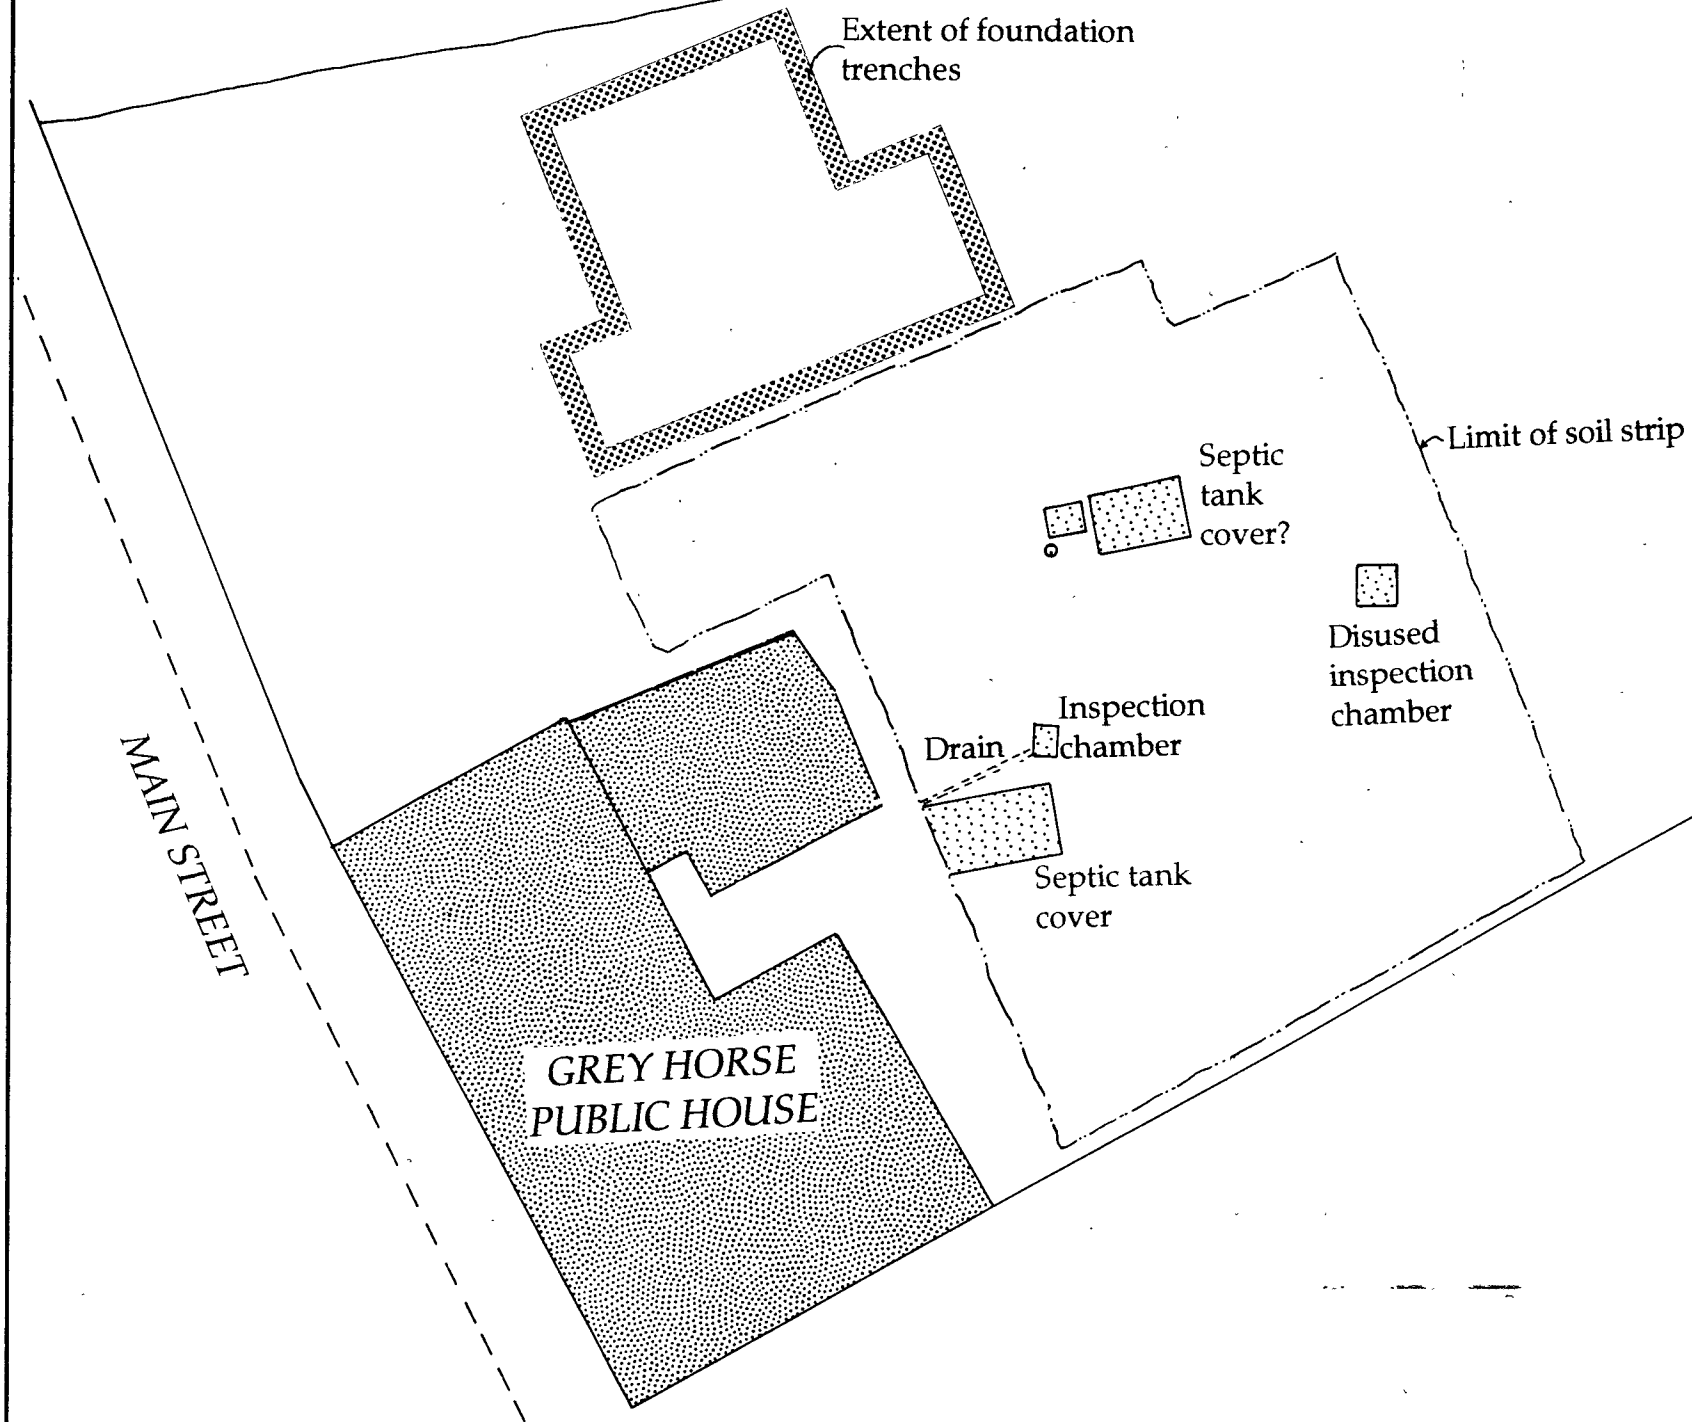 Extent of foundation
trenches
Limit of soil strip
Septic
tank
cover?
Disused
inspection
chamber
Inspection
chamber
Drain
Septic tank
cover
MAIN STREET
GREY HORSE
PUBLIC HOUSE